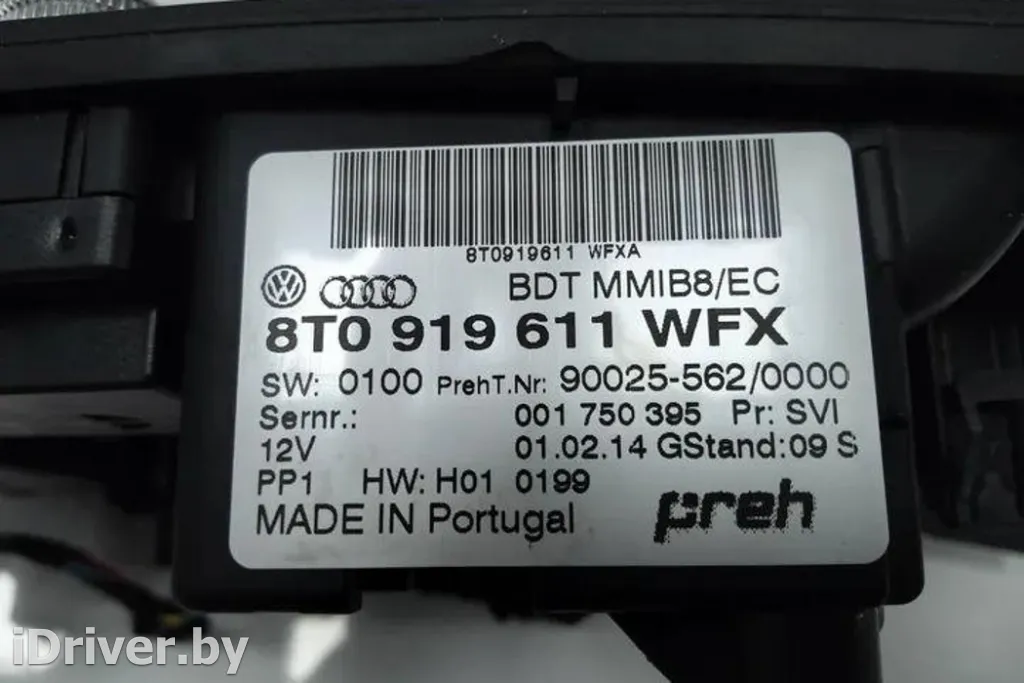 8T0919611 WFXA
BDT MMIB8/EC
8T0 919 611 WFX
SW: 0100 PrehT.Nr: 90025-562/0000
Sernr.: 001 750 395 Pr: SVI
12V 01.02.14 GStand:09 S
PP1 HW: H01 0199
MADE IN Portugal preh
iDriver.by